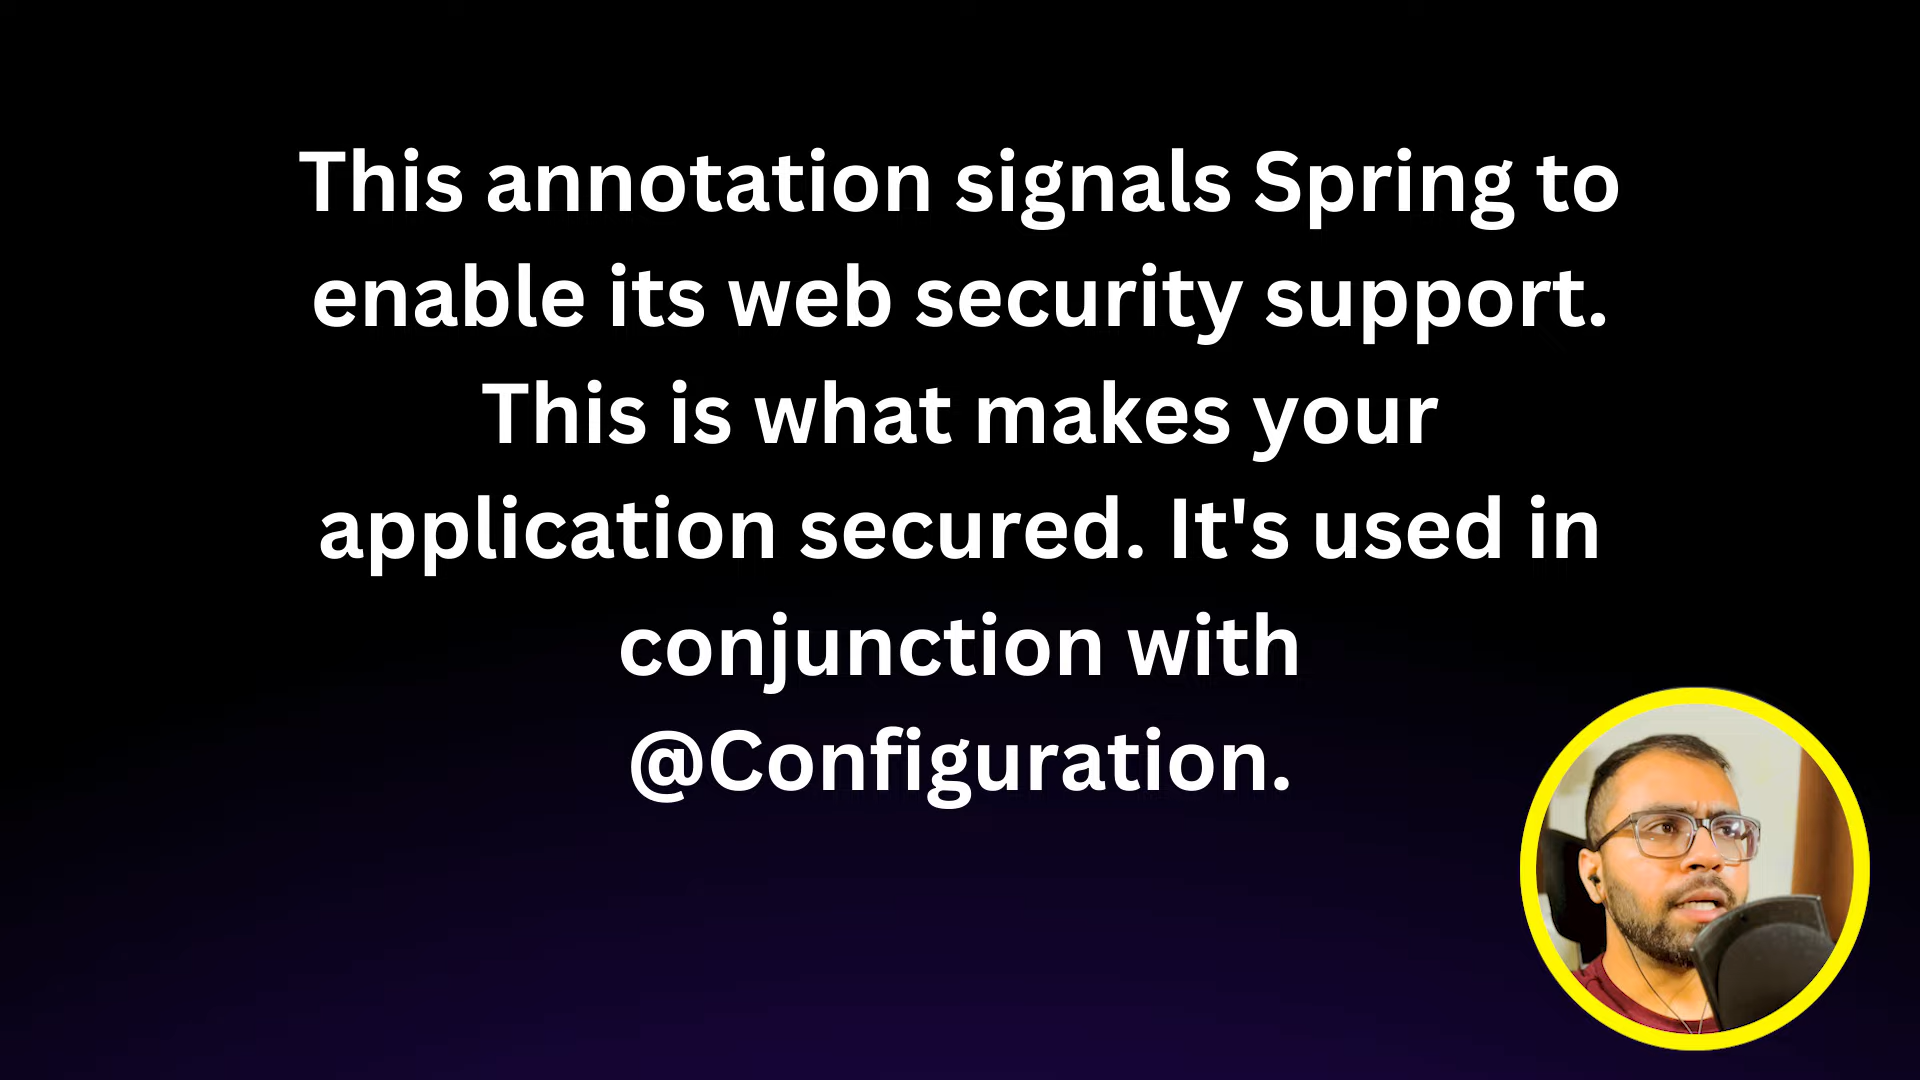 This annotation signals Spring to
enable its web security support.
This is what makes your
application secured. It's used in
conjunction with
@Configuration.